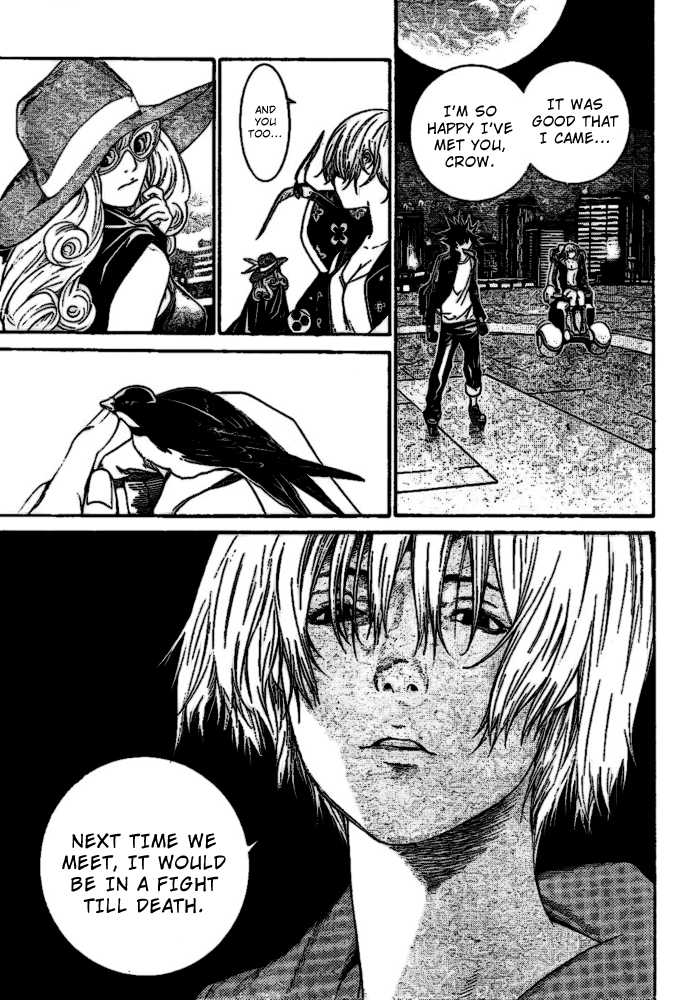 IT WAS
GOOD THAT
I CAME...
I'M SO
HAPPY I'VE
MET YOU,
CROW.
AND
YOU
TOO...
NEXT TIME WE
MEET, IT WOULD
BE IN A FIGHT
TILL DEATH.